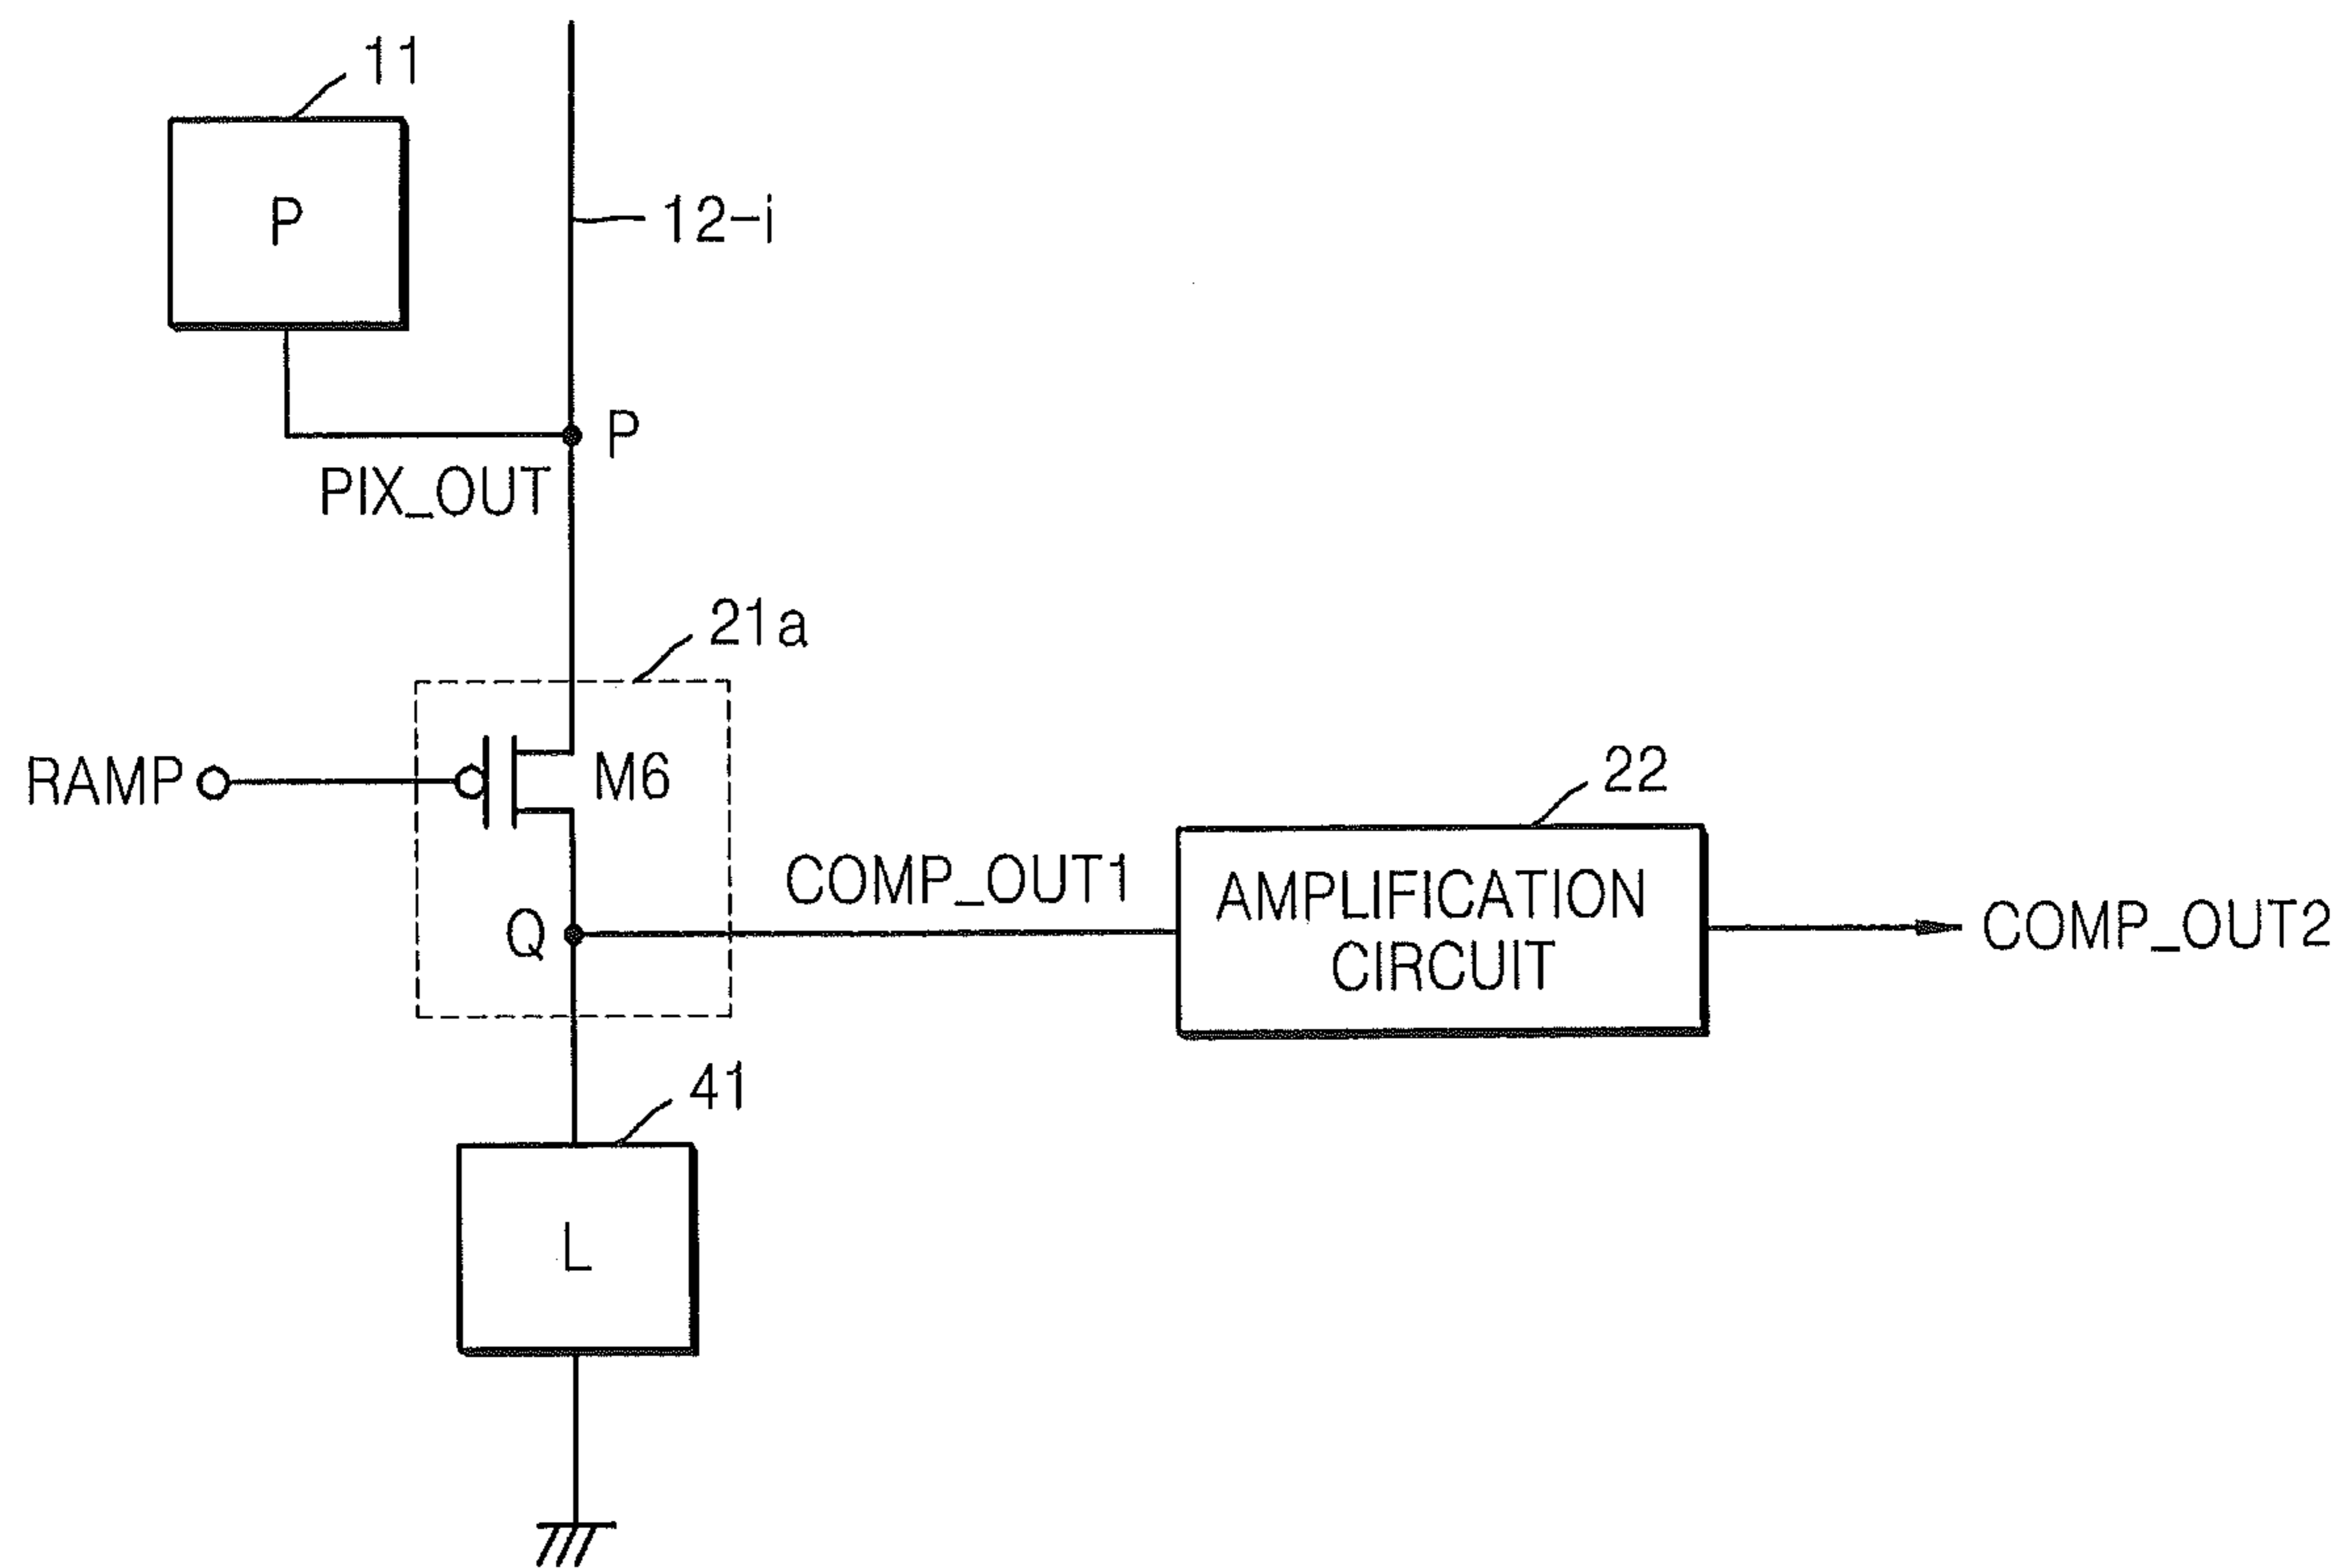 11
P
12-i
P
PIX_OUT
21a
RAMP
M6
22
COMP_OUT1
AMPLIFICATION
CIRCUIT
Q
COMP_OUT2
41
L